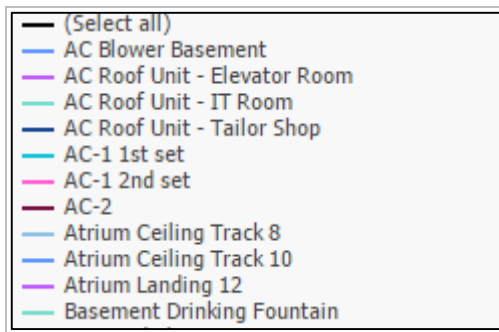 (Select all)
AC Blower Basement
AC Roof Unit - Elevator Room
AC Roof Unit - IT Room
AC Roof Unit - Tailor Shop
AC-1 1st set
AC-1 2nd set
AC-2
Atrium Ceiling Track 8
Atrium Ceiling Track 10
Atrium Landing 12
Basement Drinking Fountain